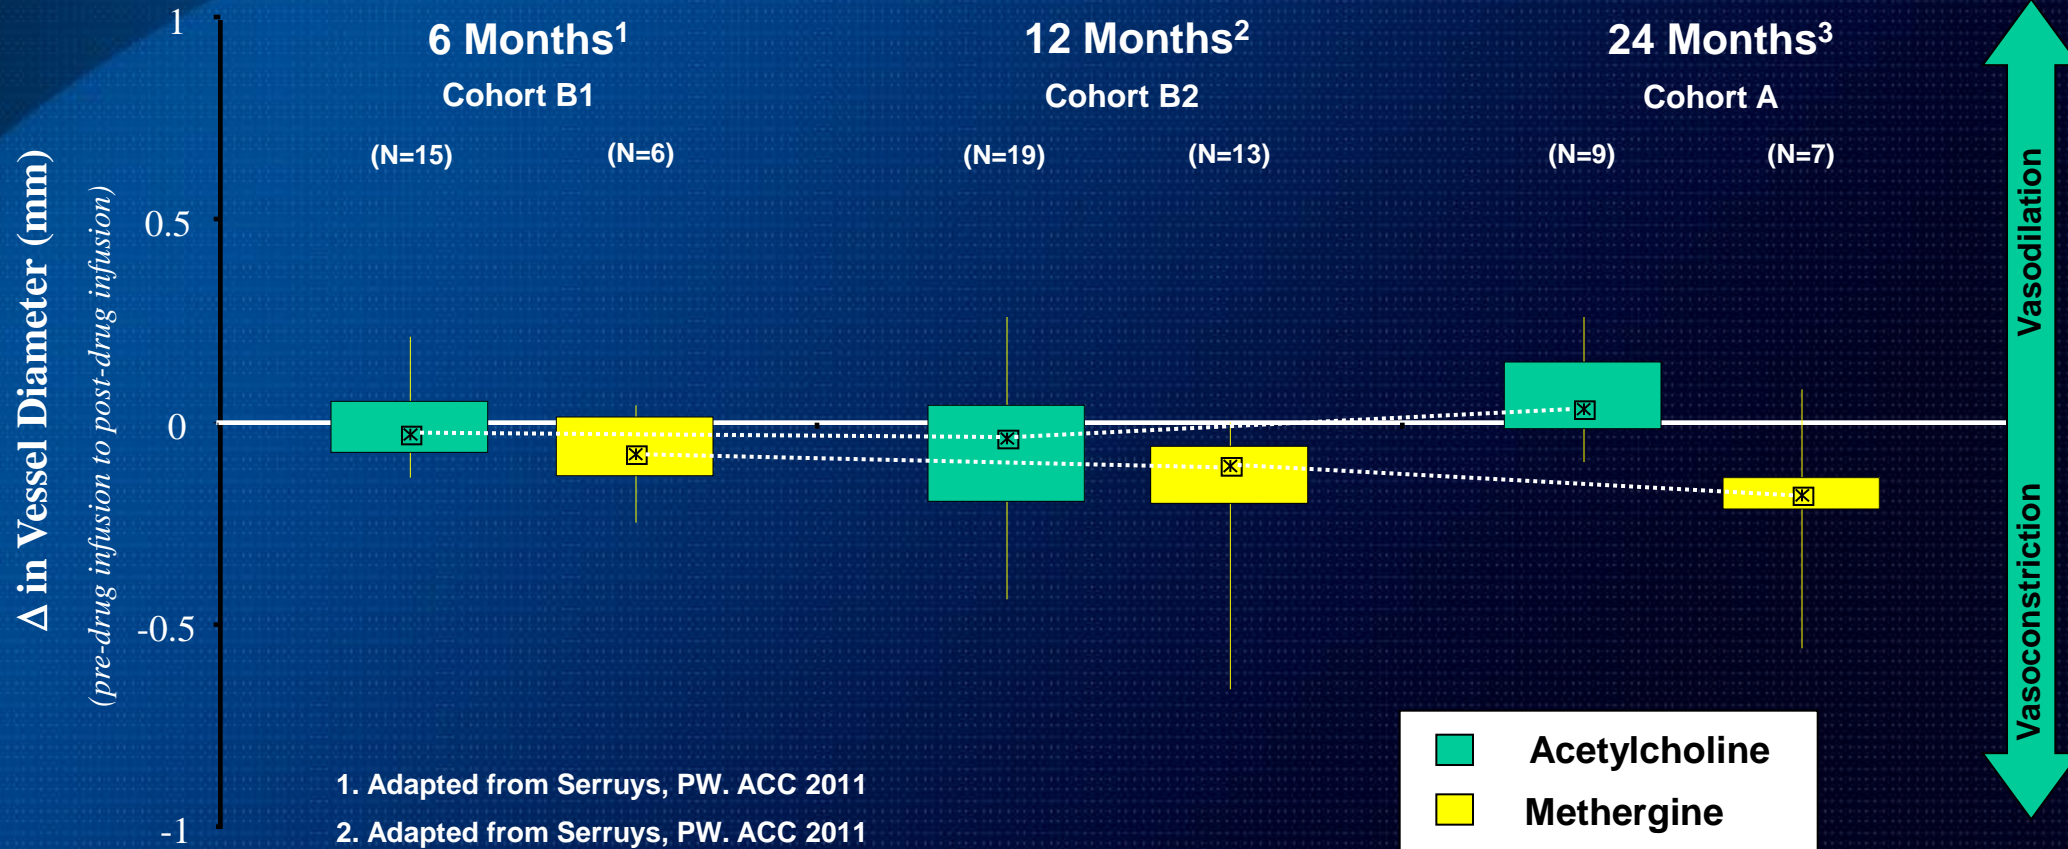 6 Months1
12 Months2
24 Months3
Cohort B1
Cohort B2
Cohort A
(N=15)
(N=6)
(N=19)
(N=13)
(N=9)
(N=7)
1
0.5
0
-0.5
-1
Δ in Vessel Diameter (mm)
(pre-drug infusion to post-drug infusion)
Vasodilation
Vasoconstriction
Acetylcholine
Methergine
1. Adapted from Serruys, PW. ACC 2011
2. Adapted from Serruys, PW. ACC 2011